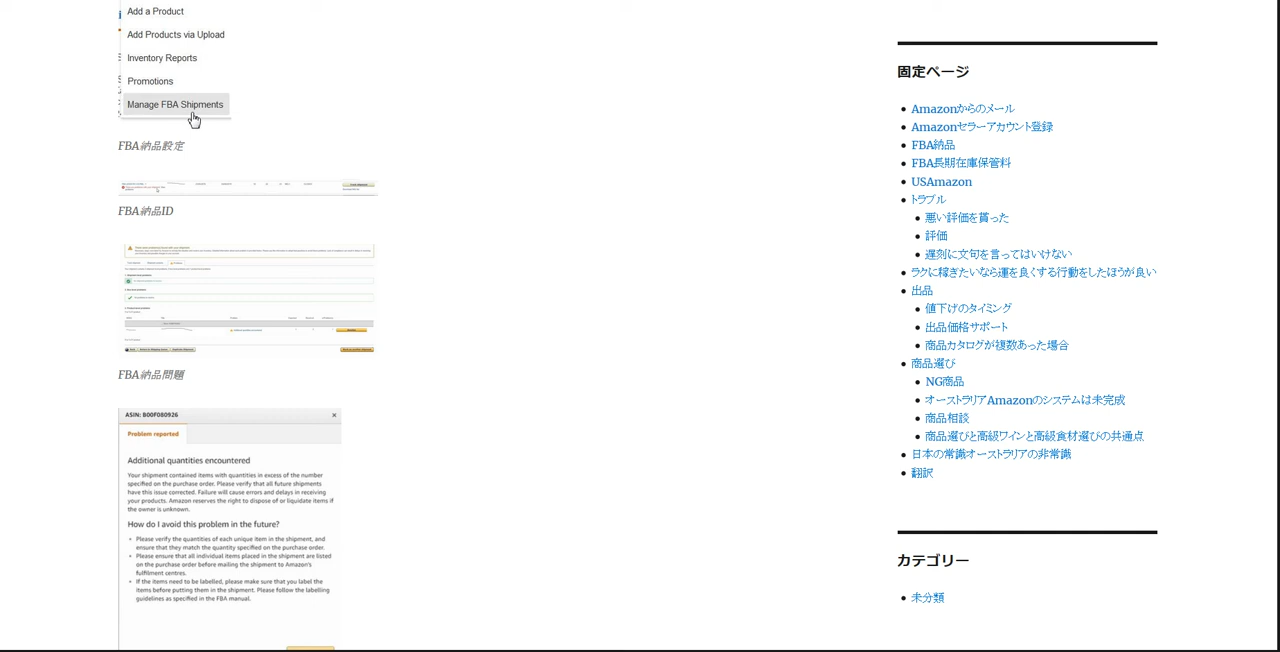 Add a Product
Add Products via Upload
Inventory Reports
Promotions
Manage FBA Shipments
FBA納品設定
FBA納品ID
FBA納品問題
ASIN: B00F080926
Problem reported
Additional quantities encountered
Your shipment contained items with quantities in excess of the number
specified on the purchase order. Please verify that all future shipments
have this issue corrected. Failure will cause errors and delays in receiving
your products. Amazon reserves the right to dispose of or liquidate items if
the owner is unknown.
How do I avoid this problem in the future?
Please verify the quantities of each unique item in the shipment, and
ensure that they match the quantity specified on the purchase order.
Please ensure that all individual items placed in the shipment are listed
on the purchase order before mailing the shipment to Amazon's
fulfilment centres.
If the items need to be labelled, please make sure that you label the
items before putting them in the shipment. Please follow the labelling
guidelines as specified in the FBA manual.
固定ページ
Amazonからのメール
Amazonセラーアカウント登録
FBA納品
FBA長期在庫保管料
USAmazon
トラブル
悪い評価を貰った
評価
遅刻に文句を言ってはいけない
ラクに稼ぎたいなら運を良くする行動をしたほうが良い
出品
値下げのタイミング
出品価格サポート
商品カタログが複数あった場合
商品選び
NG商品
オーストラリアAmazonのシステムは未完成
商品相談
商品選びと高級ワインと高級食材選びの共通点
日本の常識オーストラリアの非常識
翻訳
カテゴリー
未分類